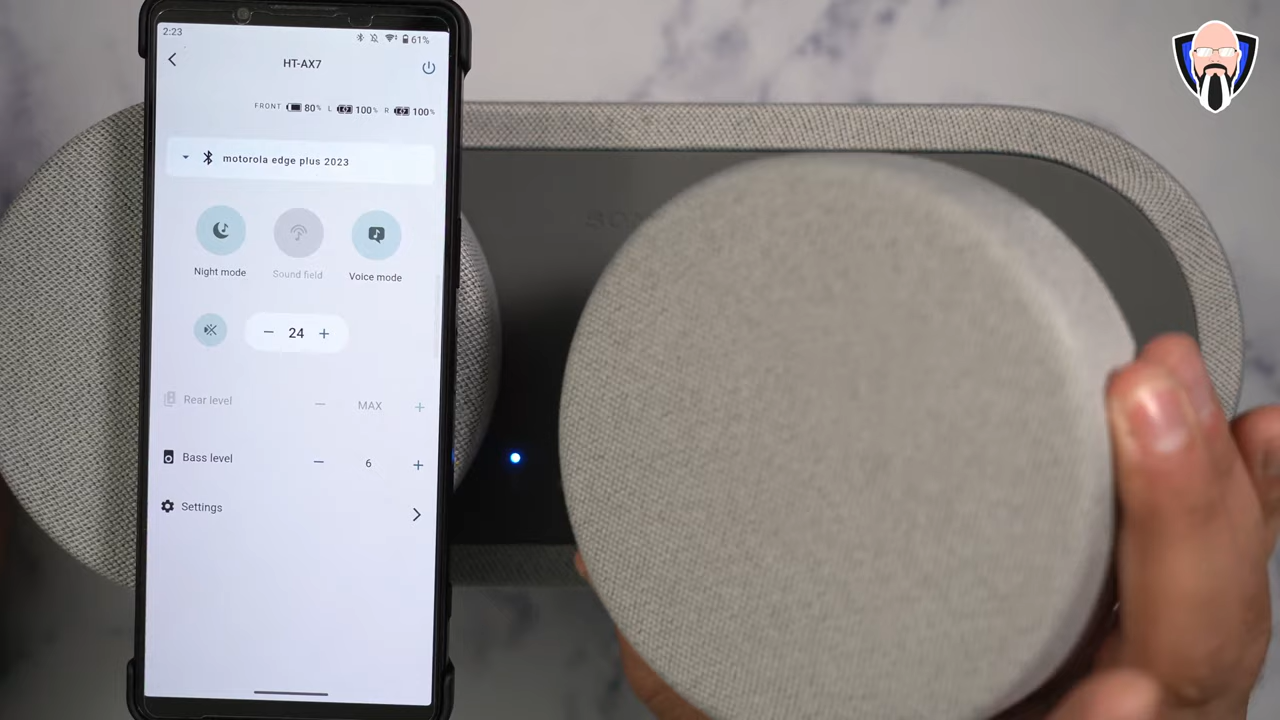 2:23 61%
HT-AX7
FRONT 80% L 100% R 100%
motorola edge plus 2023
Night mode Sound field Voice mode
24
Rear level MAX
Bass level 6
Settings